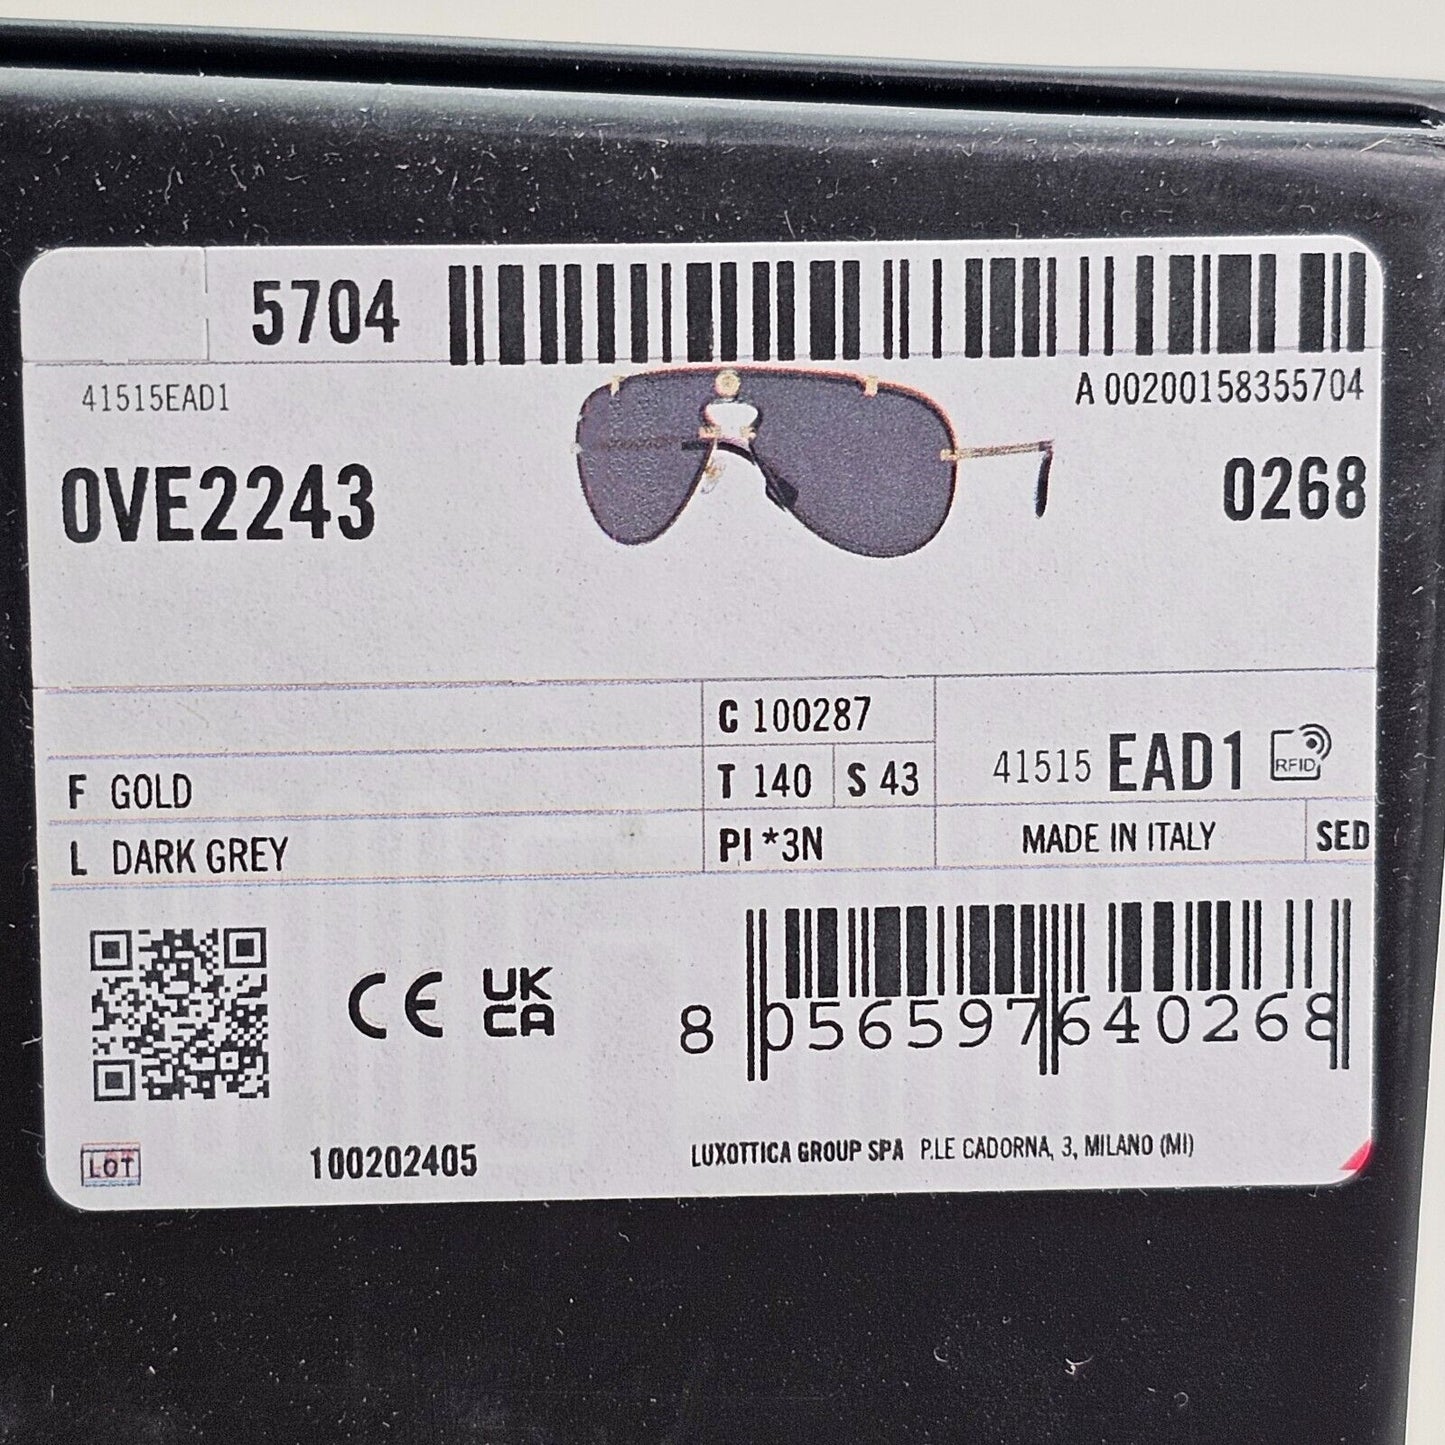 5704
41515EAD1
A 00200158355704
0VE2243
0268
C 100287
F GOLD
T 140 S 43
41515 EAD1
RFID
L DARK GREY
PI *3N
MADE IN ITALY
SED
CE
UK
CA
8 056597 640268
LOT
100202405
LUXOTTICA GROUP SPA P.LE CADORNA, 3, MILANO (MI)